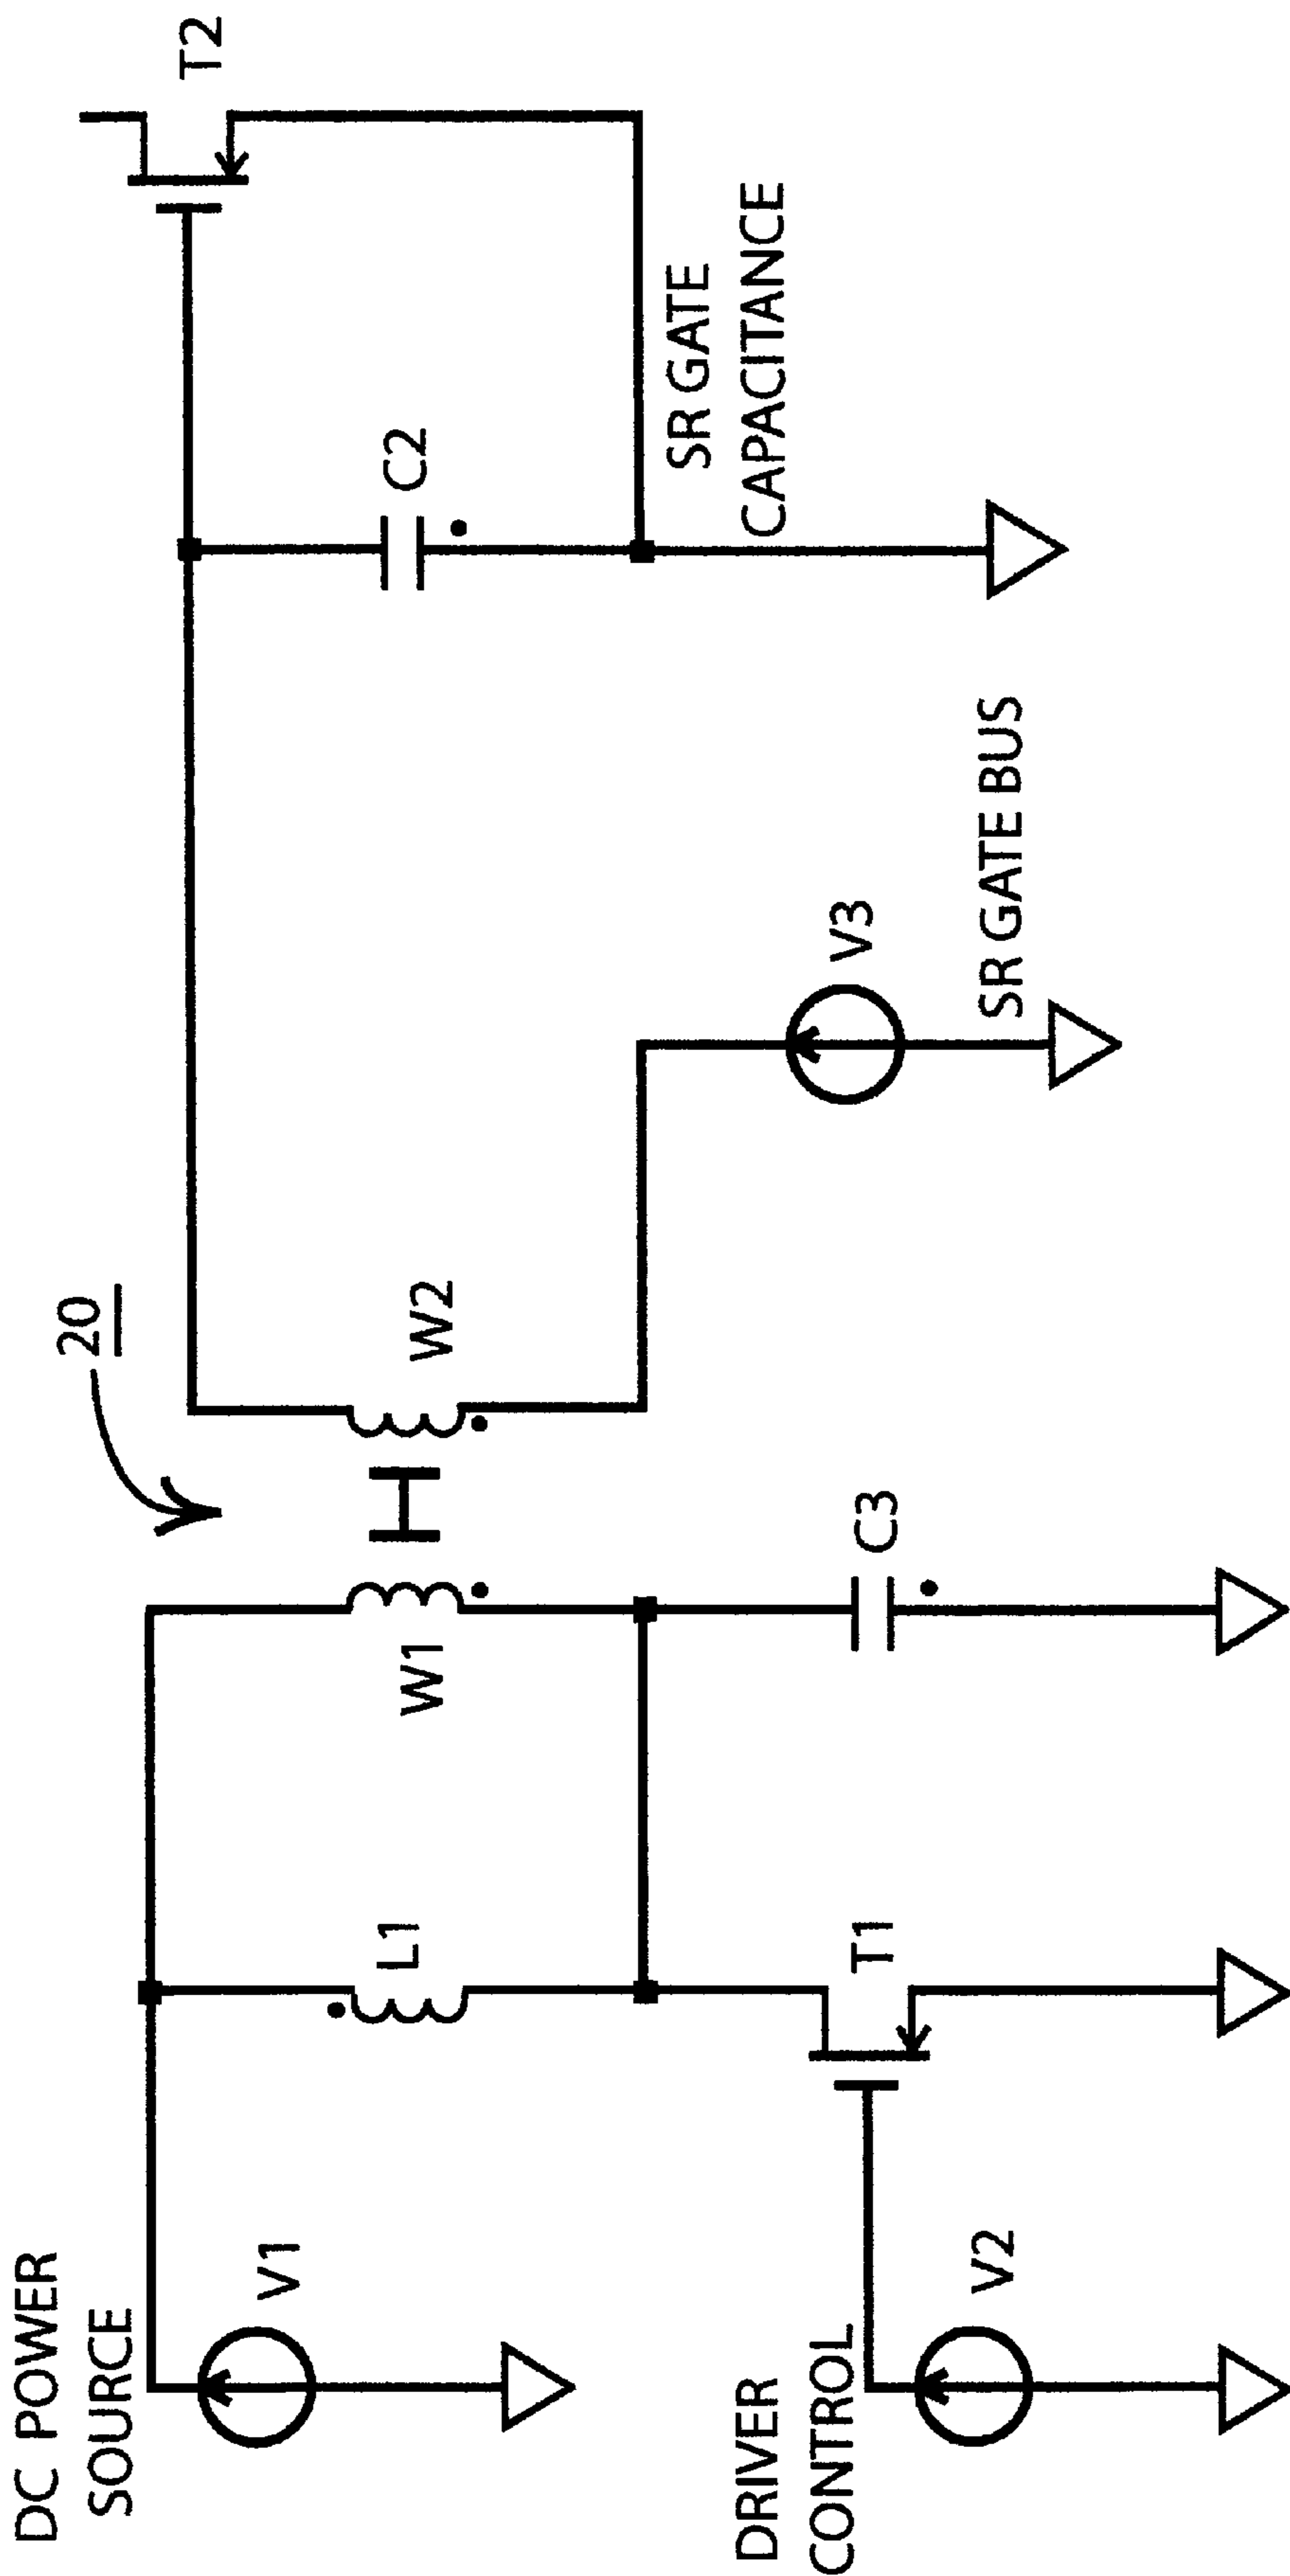 20
T2
DC POWER
SOURCE
V1
L1
W1
W2
C2
DRIVER
CONTROL
V2
T1
C3
V3
SR GATE BUS
SR GATE
CAPACITANCE